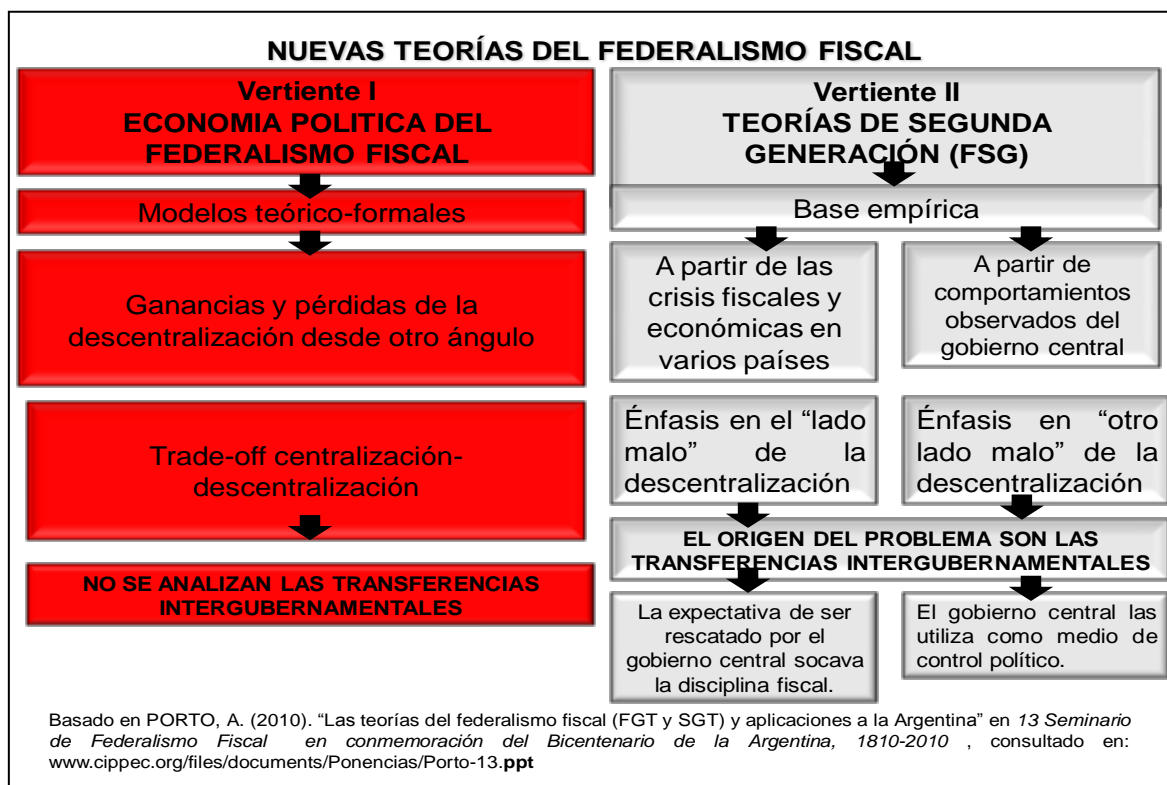 NUEVAS TEORÍAS DEL FEDERALISMO FISCAL
Vertiente I
ECONOMIA POLITICA DEL
FEDERALISMO FISCAL
Modelos teórico-formales
Ganancias y pérdidas de la
descentralización desde otro ángulo
Trade-off centralización-
descentralización
NO SE ANALIZAN LAS TRANSFERENCIAS
INTERGUBERNAMENTALES
Vertiente II
TEORÍAS DE SEGUNDA
GENERACIÓN (FSG)
Base empírica
A partir de las
crisis fiscales y
económicas en
varios países
A partir de
comportamientos
observados del
gobierno central
Énfasis en el “lado
malo” de la
descentralización
Énfasis en “otro
lado malo” de la
descentralización
EL ORIGEN DEL PROBLEMA SON LAS
TRANSFERENCIAS INTERGUBERNAMENTALES
La expectativa de ser
rescatado por el
gobierno central socava
la disciplina fiscal.
El gobierno central las
utiliza como medio de
control político.
Basado en PORTO, A. (2010). “Las teorías del federalismo fiscal (FGT y SGT) y aplicaciones a la Argentina” en 13 Seminario
de Federalismo Fiscal en conmemoración del Bicentenario de la Argentina, 1810-2010 , consultado en:
www.cippec.org/files/documents/Ponencias/Porto-13.ppt